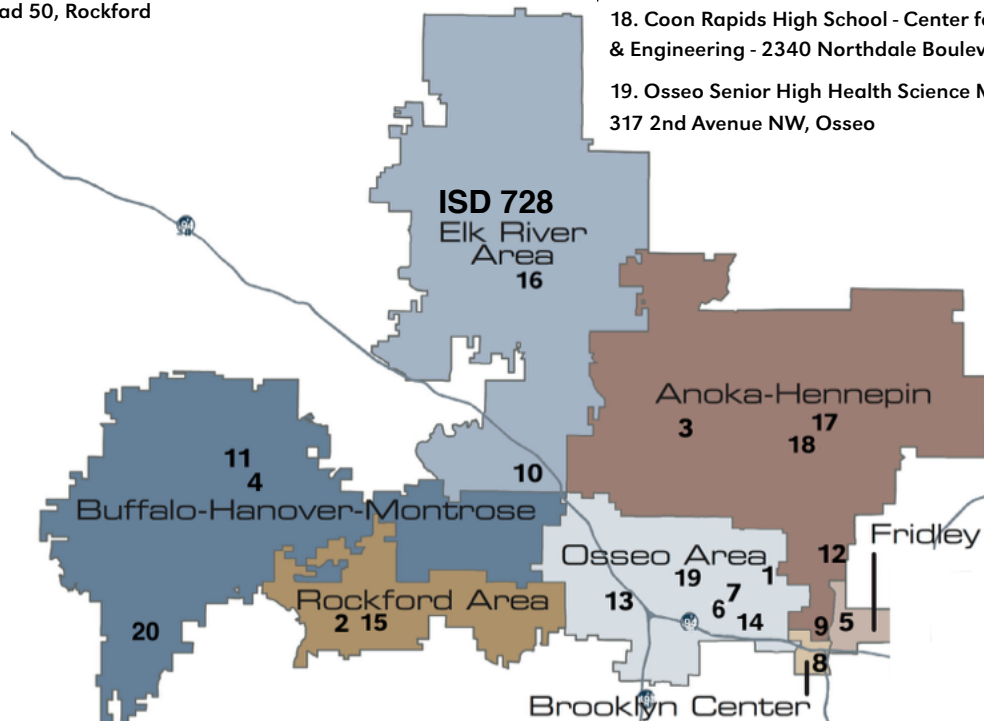 ad 50, Rockford
18. Coon Rapids High School - Center fo
& Engineering - 2340 Northdale Boulev
19. Osseo Senior High Health Science M
317 2nd Avenue NW, Osseo
94
ISD 728
Elk River
Area
16
Anoka-Hennepin
3
17
18
11
4
10
Buffalo-Hanover-Montrose
Fridley
Osseo Area
12
19
1
7
13
6
14
94
Rockford Area
2 15
20
9
5
8
Brooklyn Center